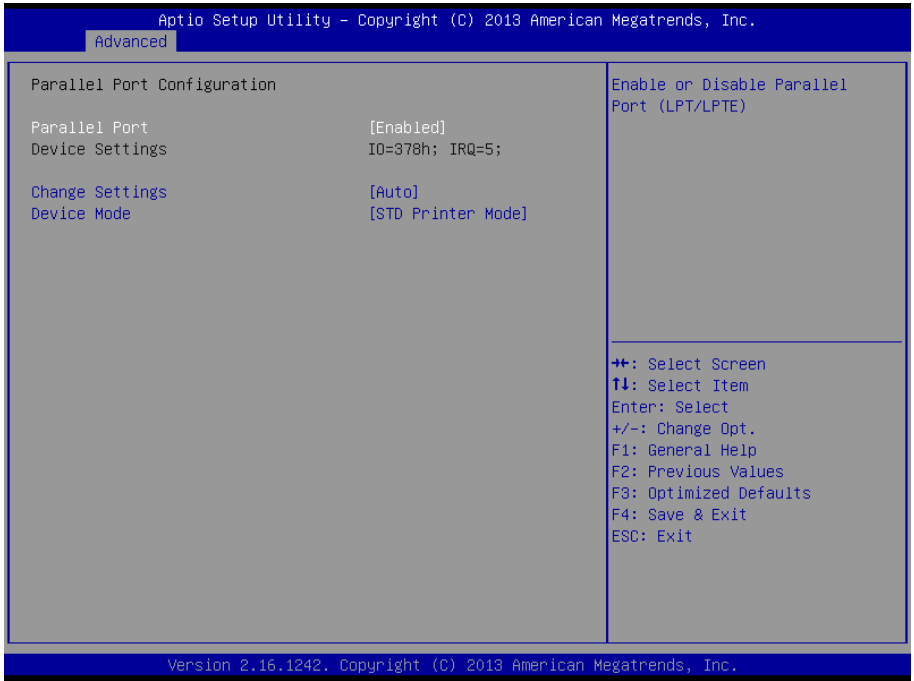 Aptio Setup Utility – Copyright (C) 2013 American Megatrends, Inc.
Advanced
Parallel Port Configuration
Parallel Port [Enabled]
Device Settings IO=378h; IRQ=5;
Change Settings [Auto]
Device Mode [STD Printer Mode]
Enable or Disable Parallel
Port (LPT/LPTE)
→←: Select Screen
↑↓: Select Item
Enter: Select
+/-: Change Opt.
F1: General Help
F2: Previous Values
F3: Optimized Defaults
F4: Save & Exit
ESC: Exit
Version 2.16.1242. Copyright (C) 2013 American Megatrends, Inc.